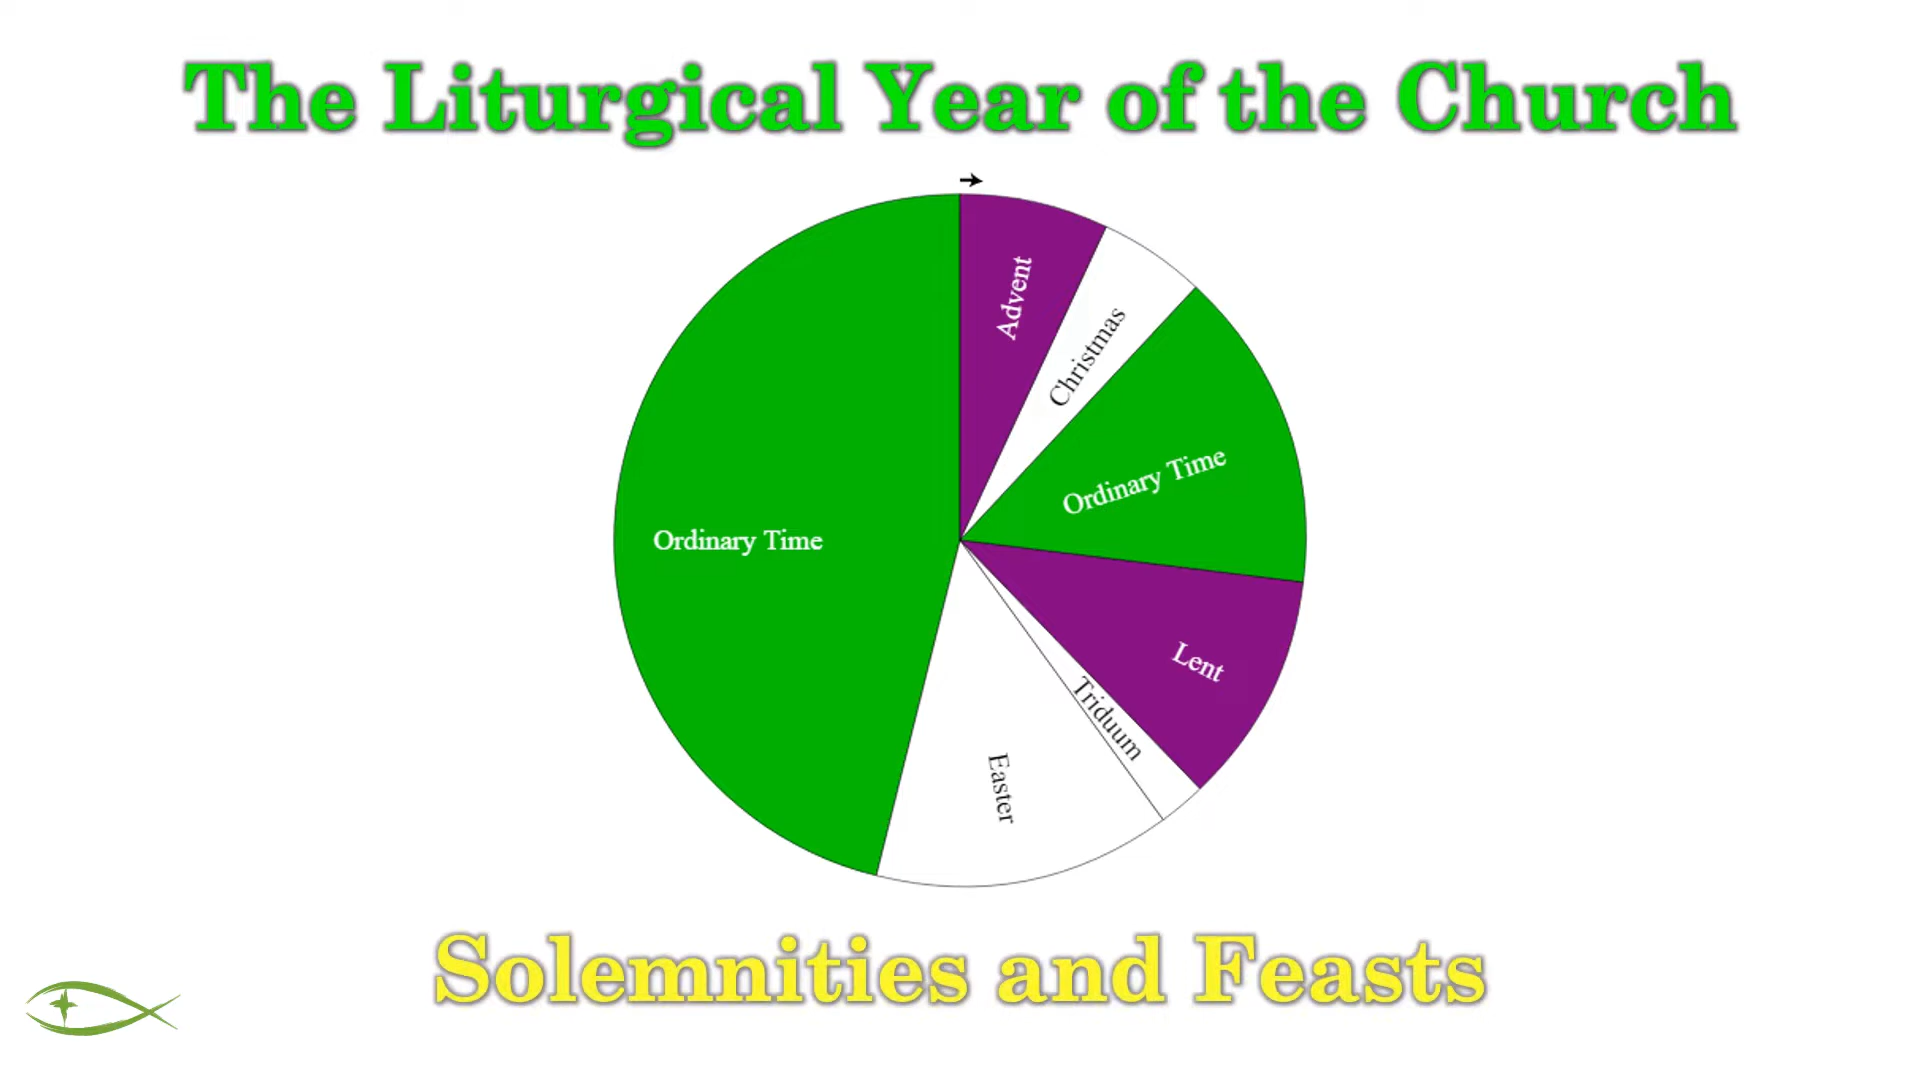 The Liturgical Year of the Church
Advent
Christmas
Ordinary Time
Lent
Triduum
Easter
Ordinary Time
Solemnities and Feasts